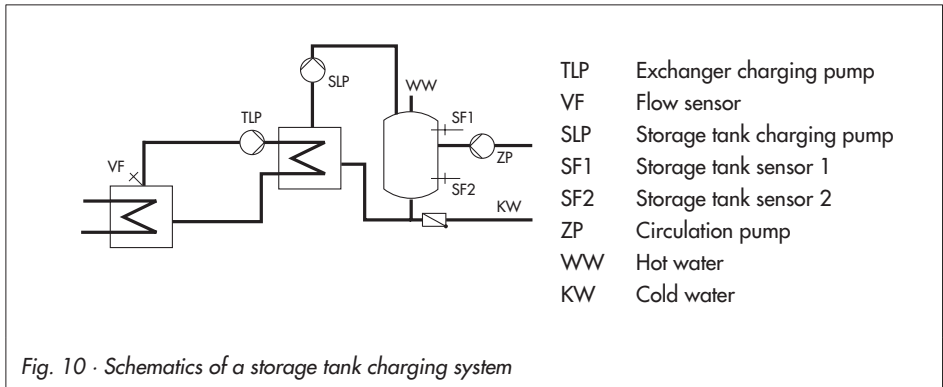 SLP
WW
TLP
SF1
ZP
VF
SF2
KW
TLP Exchanger charging pump
VF Flow sensor
SLP Storage tank charging pump
SF1 Storage tank sensor 1
SF2 Storage tank sensor 2
ZP Circulation pump
WW Hot water
KW Cold water
Fig. 10 · Schematics of a storage tank charging system